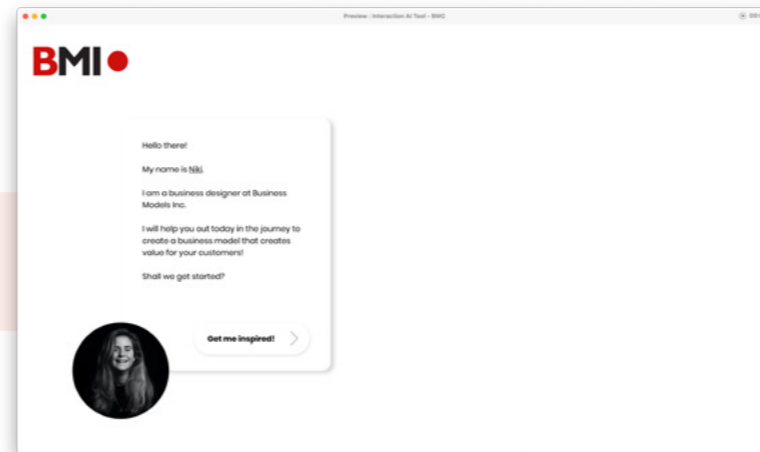 Preview : Interaction AI Tool - BMC
BMI
Hello there!
My name is Niki.
I am a business designer at Business
Models Inc.
I will help you out today in the journey to
create a business model that creates
value for your customers!
Shall we get started?
Get me inspired!